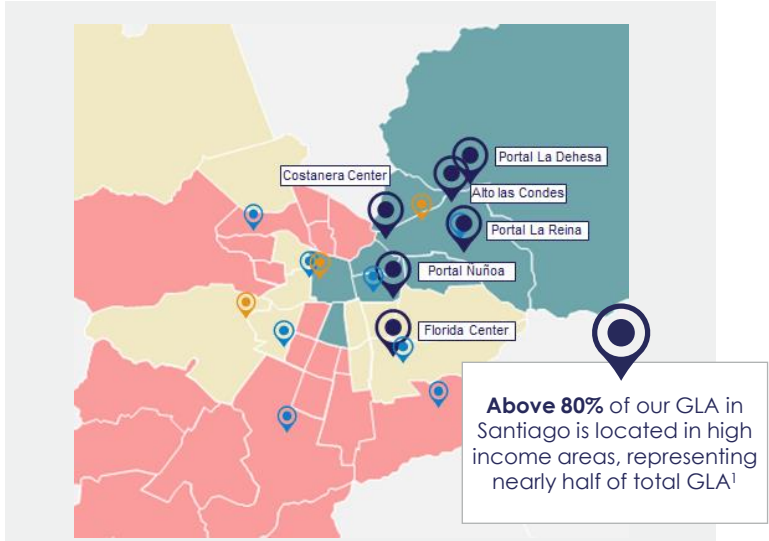 Portal La Dehesa
Costanera Center
Alto las Condes
Portal La Reina
Portal Ñuñoa
Florida Center
Above 80% of our GLA in
Santiago is located in high
income areas, representing
nearly half of total GLA¹